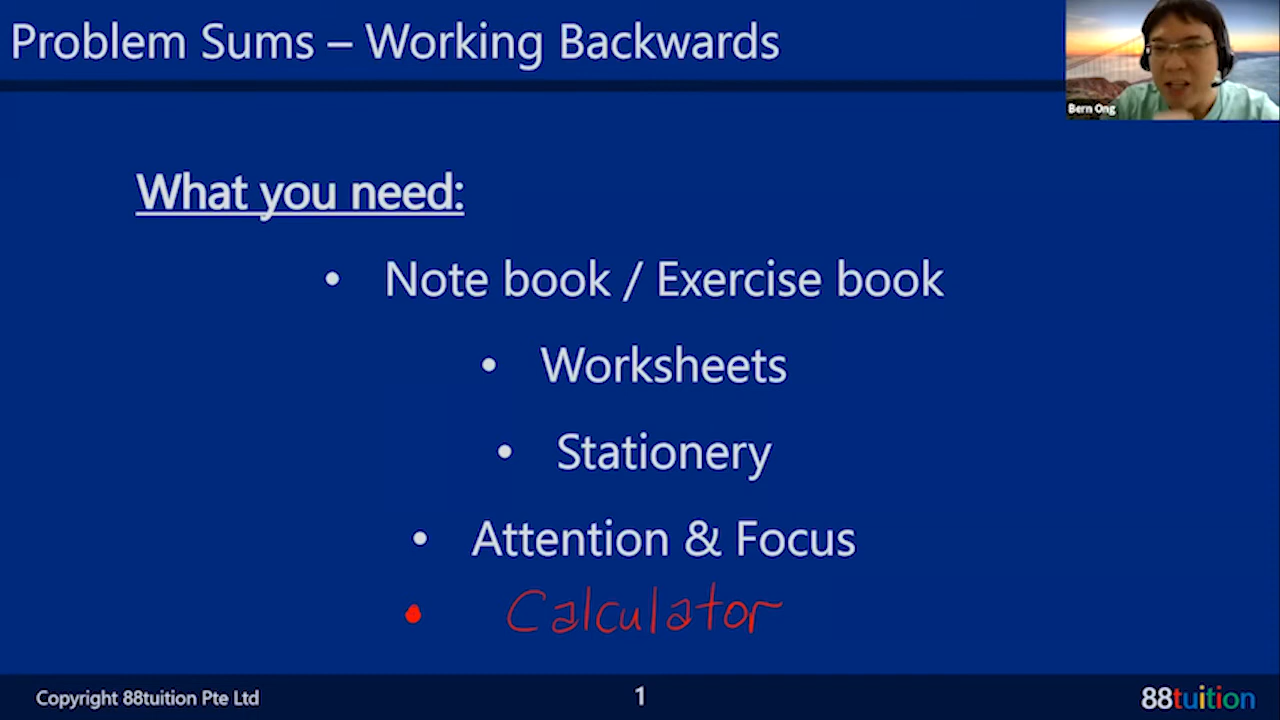 Problem Sums – Working Backwards
Bern Ong
What you need:
• Note book / Exercise book
• Worksheets
• Stationery
• Attention & Focus
• Calculator
Copyright 88tuition Pte Ltd
1
88tuition